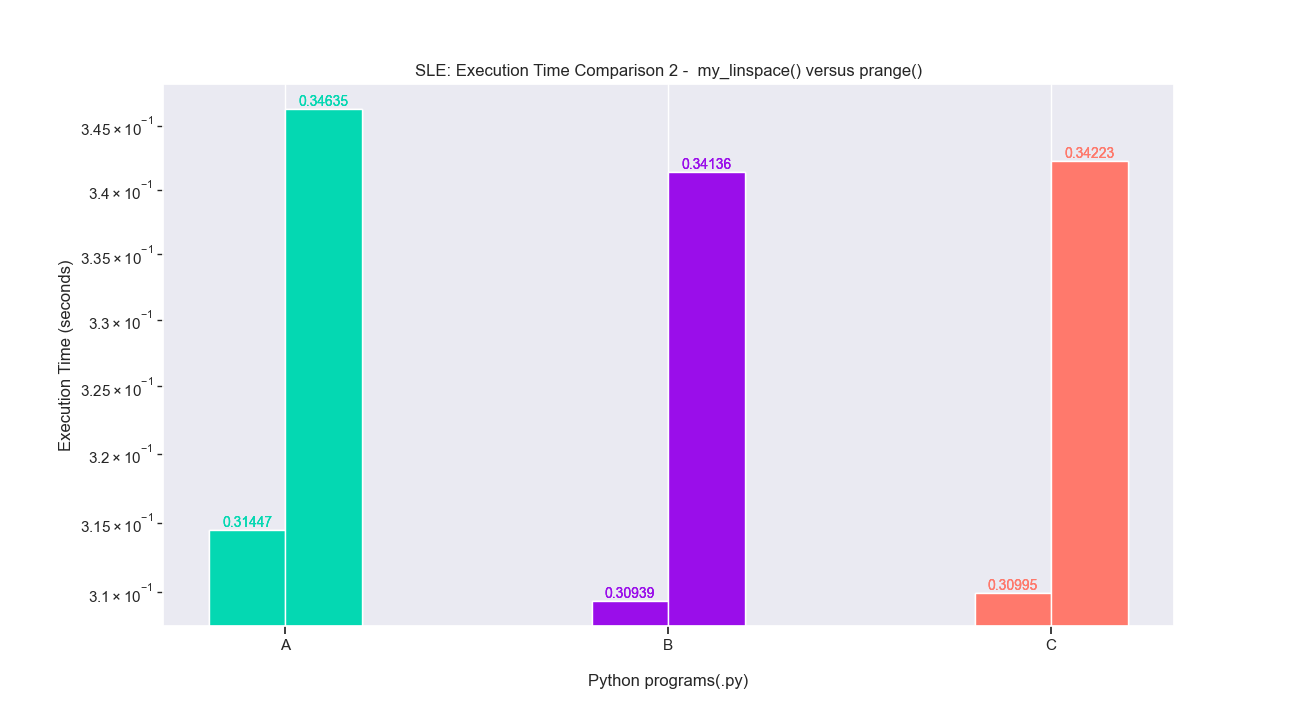 SLE: Execution Time Comparison 2 -  my_linspace() versus prange()
0.34635
3.45 × 10⁻¹
0.34223
0.34136
3.4 × 10⁻¹
3.35 × 10⁻¹
Execution Time (seconds)
3.3 × 10⁻¹
3.25 × 10⁻¹
3.2 × 10⁻¹
3.15 × 10⁻¹
0.31447
3.1 × 10⁻¹
0.30939
0.30995
A
B
C
Python programs(.py)